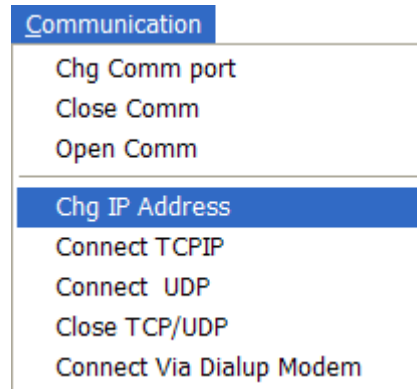 Communication
Chg Comm port
Close Comm
Open Comm
Chg IP Address
Connect TCPIP
Connect  UDP
Close TCP/UDP
Connect Via Dialup Modem